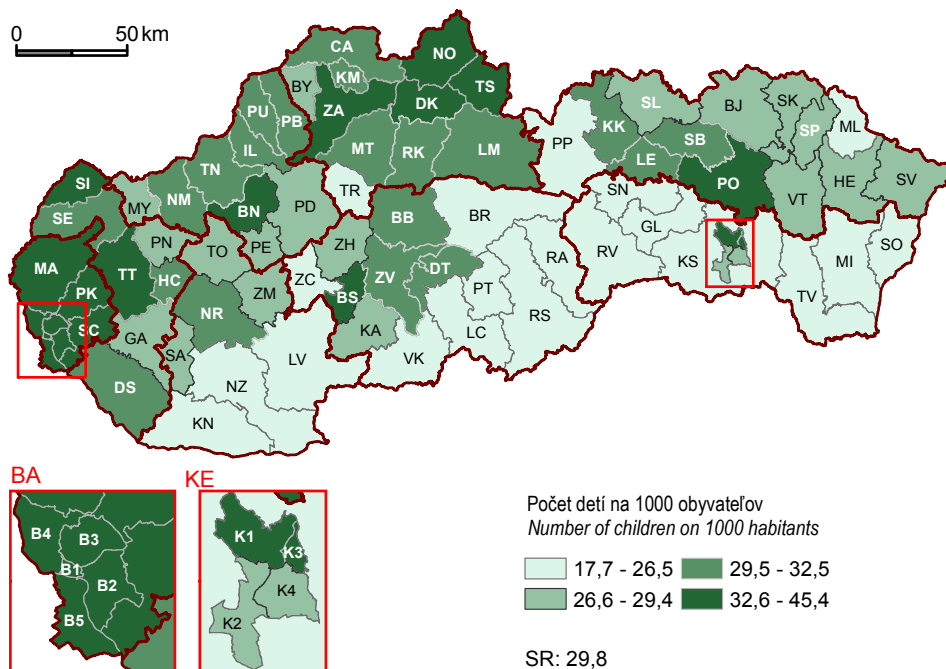 0 50 km
CA
NO
BY
KM
TS
PU
PB
ZA
DK
IL
MT
RK
LM
TN
PP
KK
SL
BJ
SK
SP
ML
LE
SB
PO
VT
HE
SV
SI
SE
MY
NM
BN
PD
TR
BB
BR
SN
GL
RV
KS
SO
MI
TV
MA
PK
SC
TT
PN
HC
GA
TO
PE
ZH
ZC
BS
ZV
DT
KA
PT
RA
LC
RS
VK
NR
ZM
SA
LV
NZ
KN
DS
BA
B4
B3
B1
B2
B5
KE
K1
K3
K4
K2
Počet detí na 1000 obyvateľov
Number of children on 1000 habitants
17,7 - 26,5 29,5 - 32,5
26,6 - 29,4 32,6 - 45,4
SR: 29,8